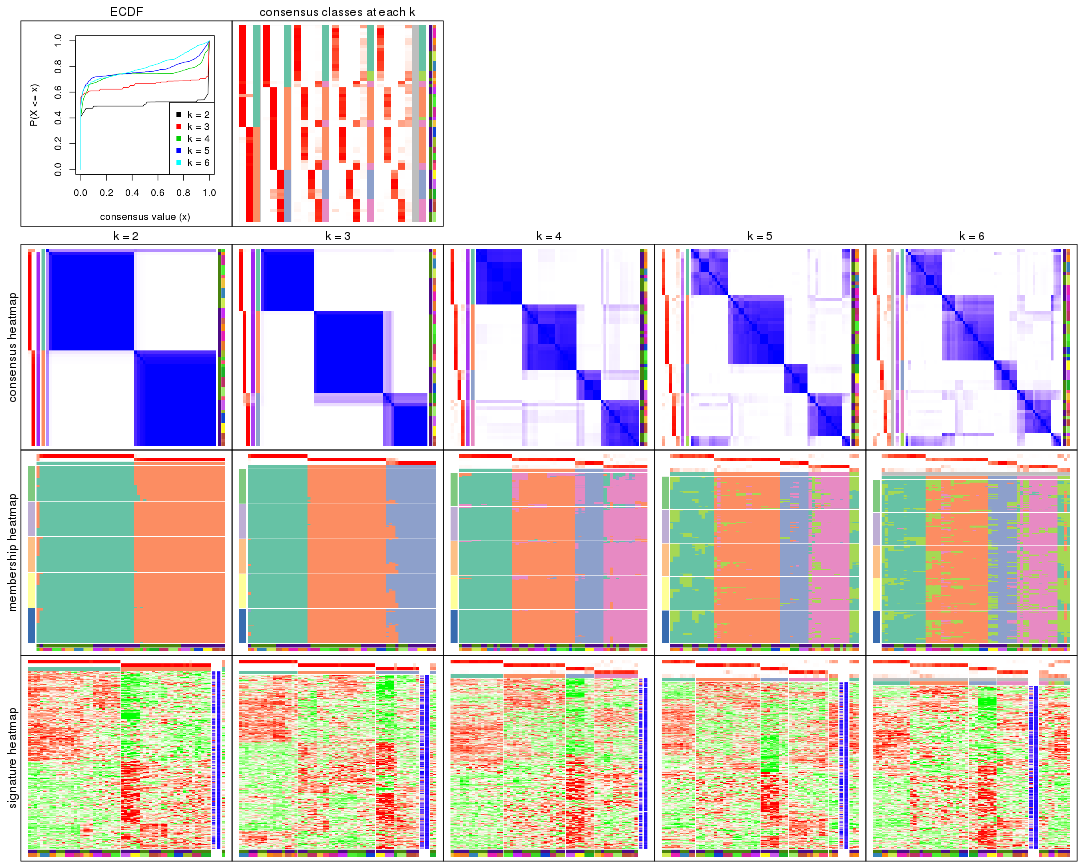 ECDF
consensus classes at each k
P(X <= x)
0.0 0.2 0.4 0.6 0.8 1.0
k = 2
k = 3
k = 4
k = 5
k = 6
0.0 0.2 0.4 0.6 0.8 1.0
consensus value (x)
k = 2
k = 3
k = 4
k = 5
k = 6
consensus heatmap
membership heatmap
signature heatmap